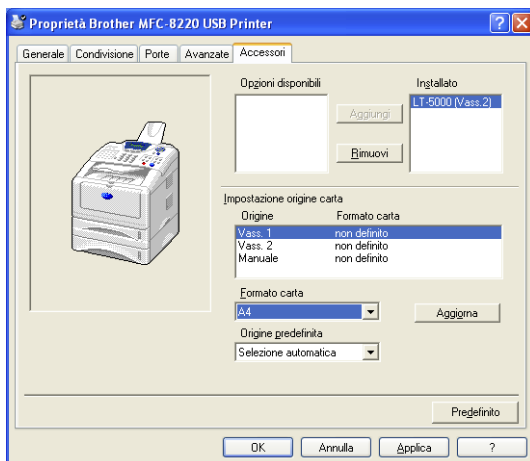 Proprietà Brother MFC-8220 USB Printer
Generale Condivisione Porte Avanzate Accessori
Opzioni disponibili Installato
Aggiungi LT-5000 (Vass.2)
Rimuovi
Impostazione origine carta
Origine Formato carta
Vass. 1 non definito
Vass. 2 non definito
Manuale non definito
Formato carta
A4 Aggiorna
Origine predefinita
Selezione automatica
Predefinito
OK Annulla Applica ?